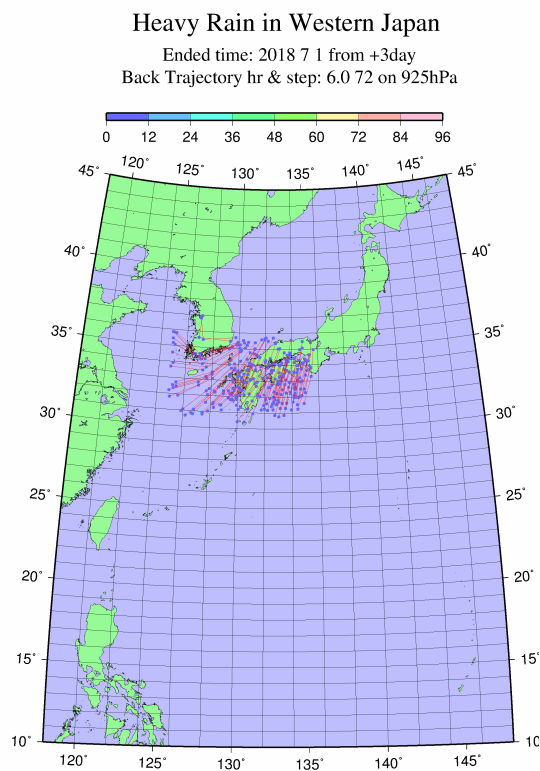 Heavy Rain in Western Japan
Ended time: 2018 7 1 from +3day
Back Trajectory hr & step: 6.0 72 on 925hPa
0 12 24 36 48 60 72 84 96
120˚ 125˚ 130˚ 135˚ 140˚ 145˚
45˚ 45˚
40˚ 40˚
35˚ 35˚
30˚ 30˚
25˚ 25˚
20˚ 20˚
15˚ 15˚
10˚ 10˚
120˚ 125˚ 130˚ 135˚ 140˚ 145˚